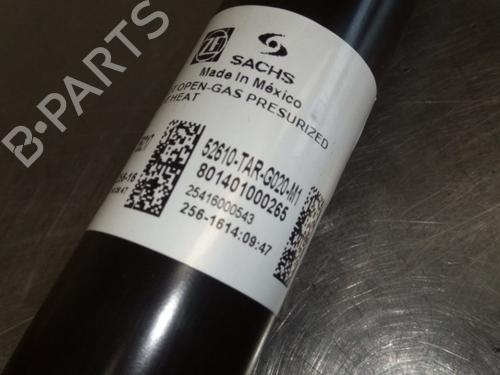 B-PARTS
ZF SACHS
Made in México
OPEN-GAS PRESURIZED
HEAT
52610-TAR-G020-M1
801401000265
25416000543
256-1614:09:47